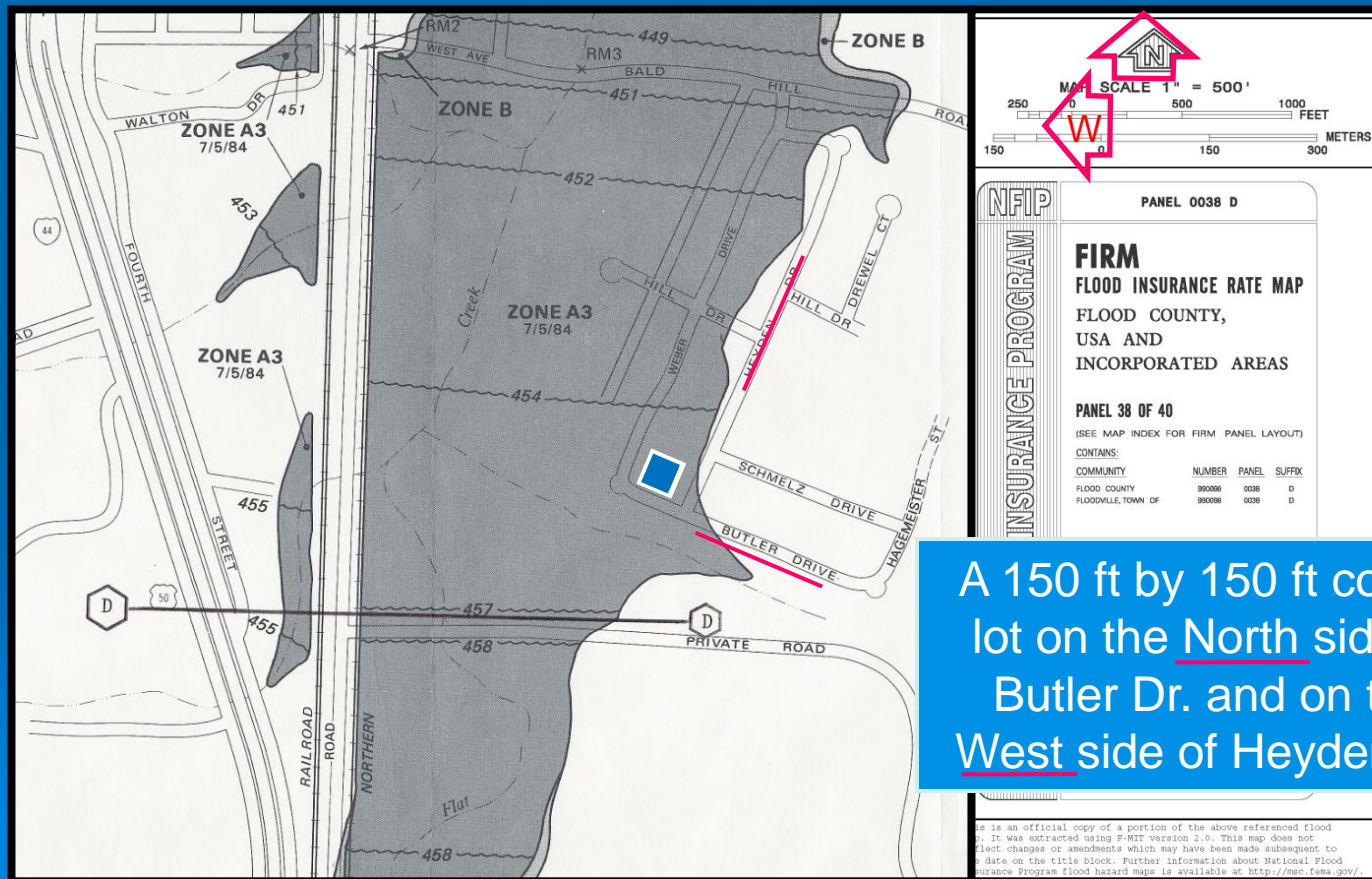 RM2
449
ZONE B
WEST AVE
RM3
BALD
HILL
451
451
ZONE B
WALTON DR
ZONE A3
7/5/84
452
453
44
FOURTH
DRIVE
DREWEL CT
HILL
DR
HILL DR
Creek
ZONE A3
7/5/84
HEYDEN DR
WEBER
ZONE A3
7/5/84
454
SCHMELZ DRIVE
HAGEMEISTER ST
455
STREET
BUTLER DRIVE
D
50
457
D
455
458
PRIVATE ROAD
RAILROAD
ROAD
NORTHERN
Flat
458
N
MAP SCALE 1" = 500'
250 0 500 1000
FEET
W
METERS
150 0 150 300
NFIP
INSURANCE PROGRAM
PANEL 0038 D
FIRM
FLOOD INSURANCE RATE MAP
FLOOD COUNTY,
USA AND
INCORPORATED AREAS
PANEL 38 OF 40
(SEE MAP INDEX FOR FIRM PANEL LAYOUT)
CONTAINS:
COMMUNITY NUMBER PANEL SUFFIX
FLOOD COUNTY 990099 0038 D
FLOODVILLE, TOWN OF 990098 0038 D
A 150 ft by 150 ft co
lot on the North sid
Butler Dr. and on t
West side of Heyde
is is an official copy of a portion of the above referenced flood
. It was extracted using F-MIT version 2.0. This map does not
flect changes or amendments which may have been made subsequent to
date on the title block. Further information about National Flood
surance Program flood hazard maps is available at http://msc.fema.gov/.